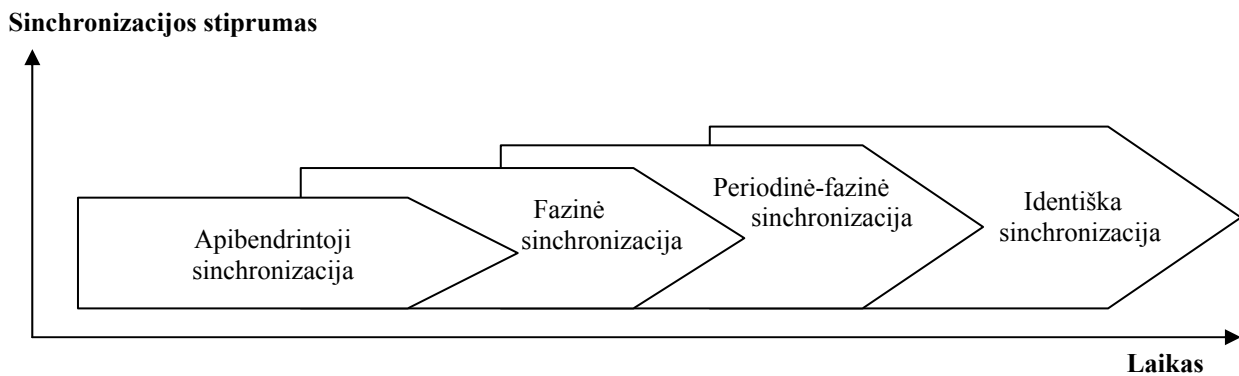 Sinchronizacijos stiprumas
Apibendrintoji
sinchronizacija
Fazinė
sinchronizacija
Periodinė-fazinė
sinchronizacija
Identiška
sinchronizacija
Laikas